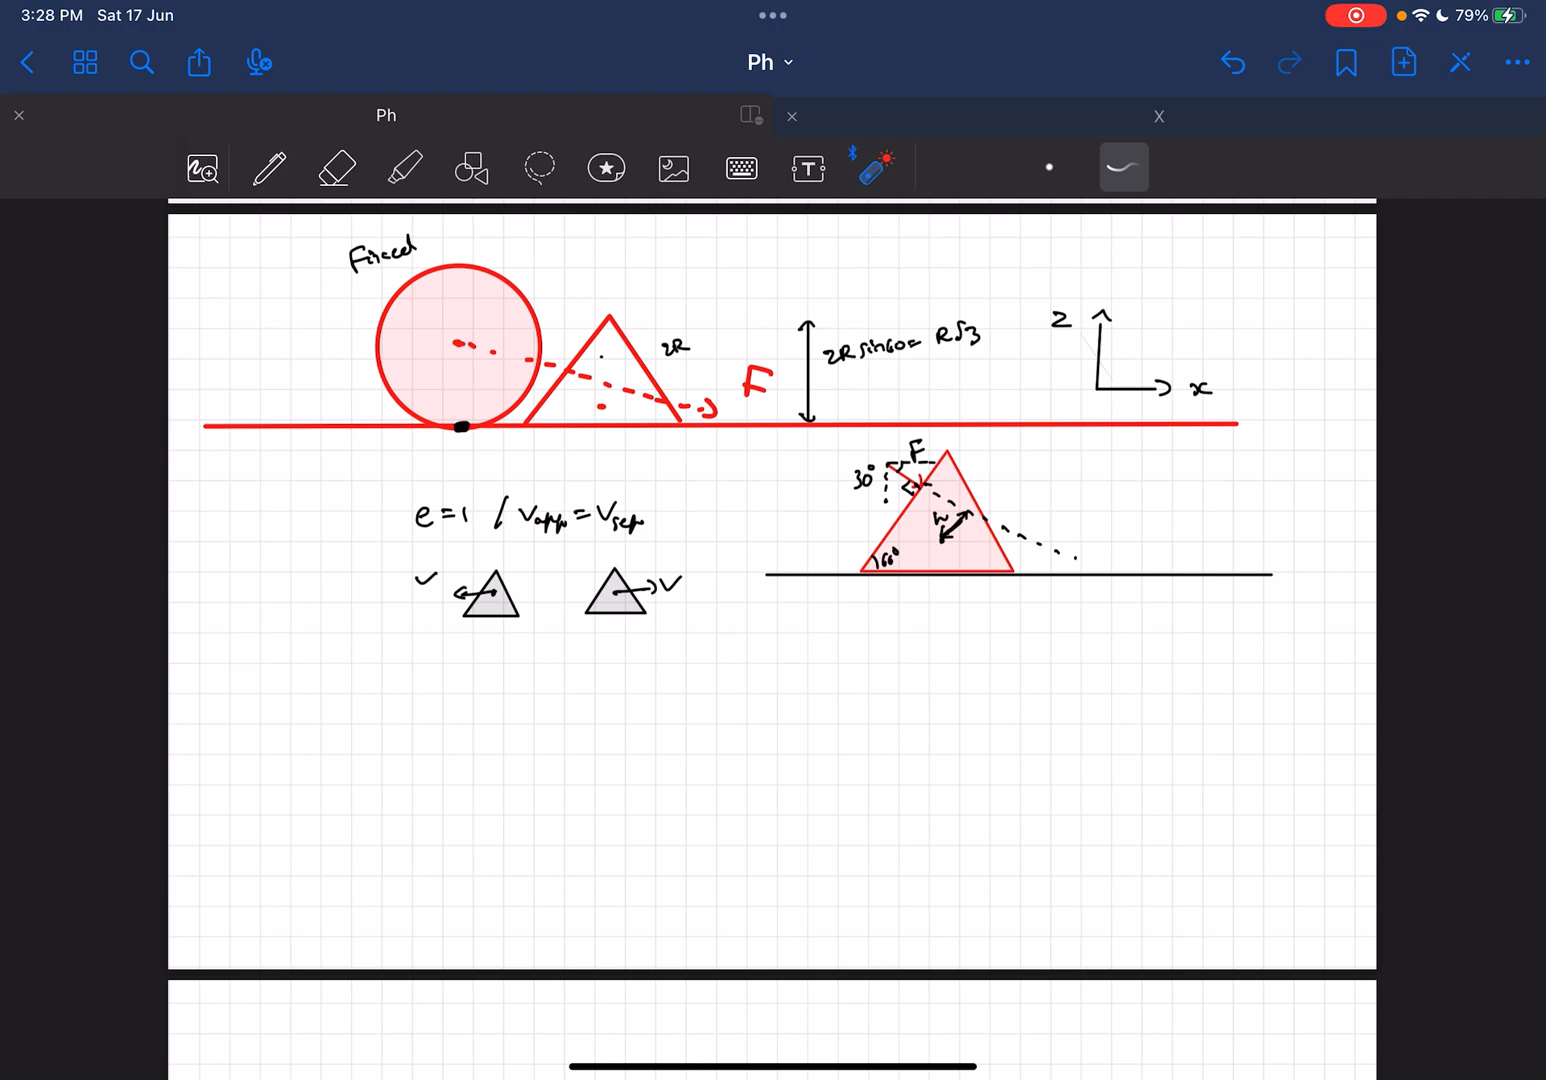 3:28 PM Sat 17 Jun
79%
Ph
Ph
X
T
Fixed
2R
F
2R sin60 = R√3
Z
x
F
30°
h
60°
e = 1 / Vapp = Vsep
V
V